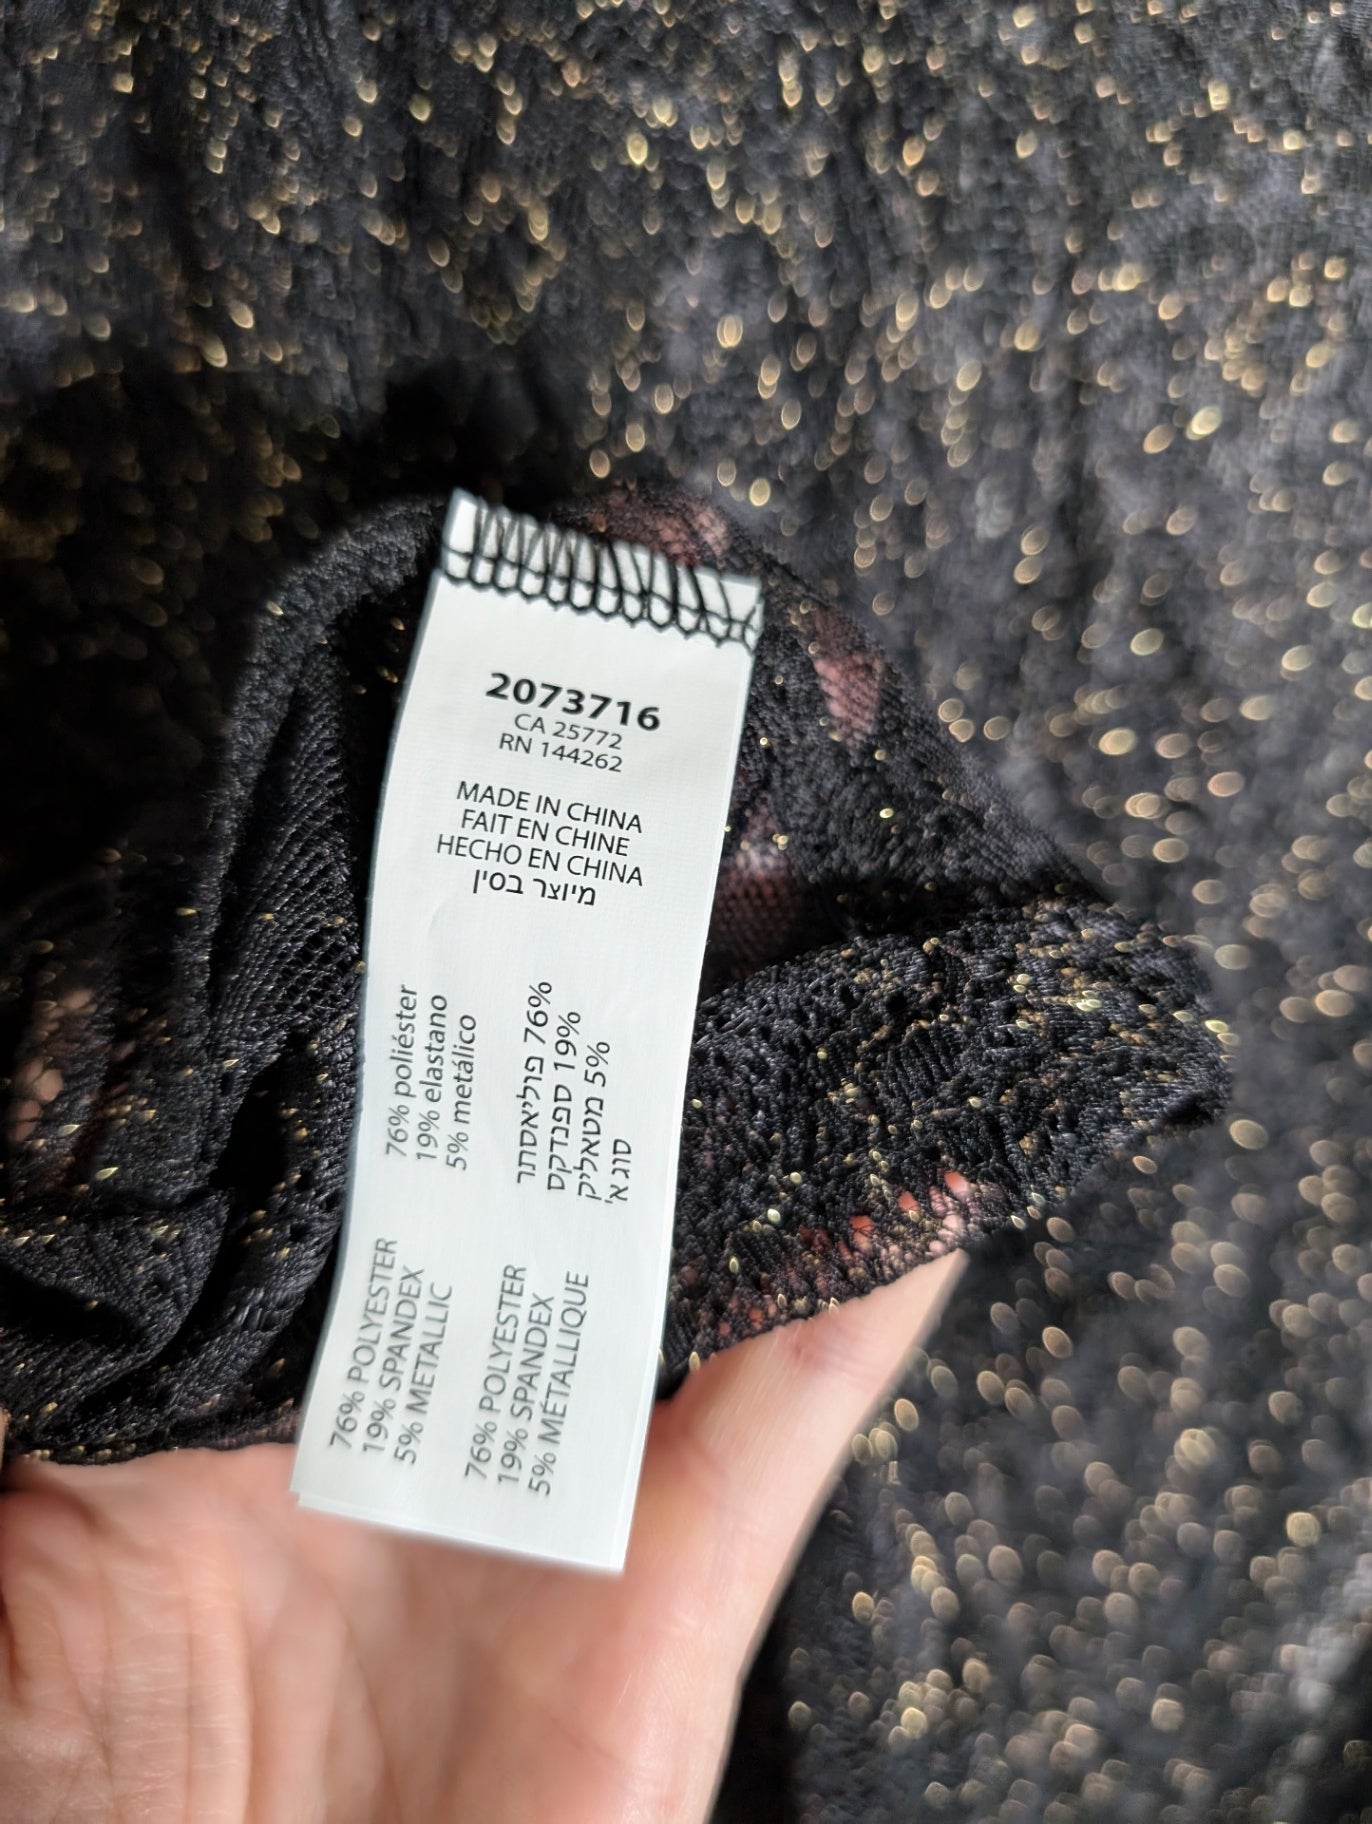 2073716
CA 25772
RN 144262
MADE IN CHINA
FAIT EN CHINE
HECHO EN CHINA
מיוצר בסין
76% POLYESTER
19% SPANDEX
5% METALLIC
76% POLYESTER
19% SPANDEX
5% MÉTALLIQUE
76% poliéster
19% elastano
5% metálico
76% פוליאסתר
19% ספנדקס
5% מטאליק
סוג א'